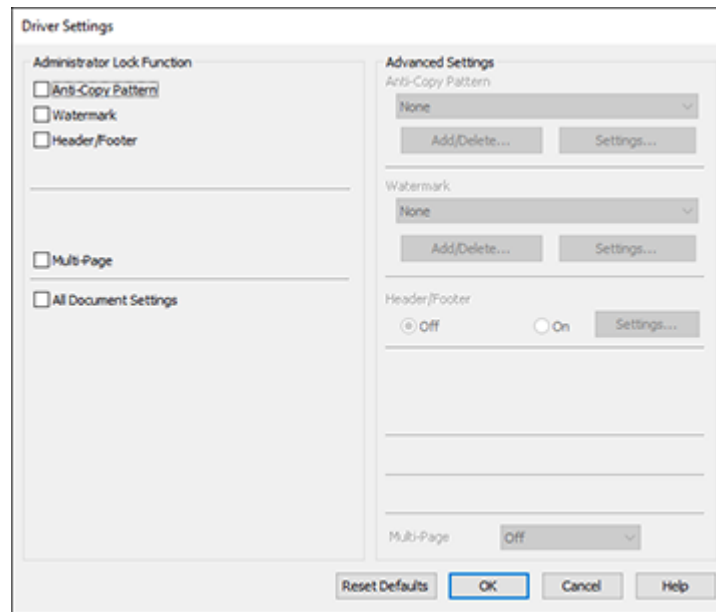 Driver Settings
Administrator Lock Function
Anti-Copy Pattern
Watermark
Header/Footer
Multi-Page
All Document Settings
Advanced Settings
Anti-Copy Pattern
None
Add/Delete... Settings...
Watermark
None
Add/Delete... Settings...
Header/Footer
Off On Settings...
Multi-Page Off
Reset Defaults OK Cancel Help